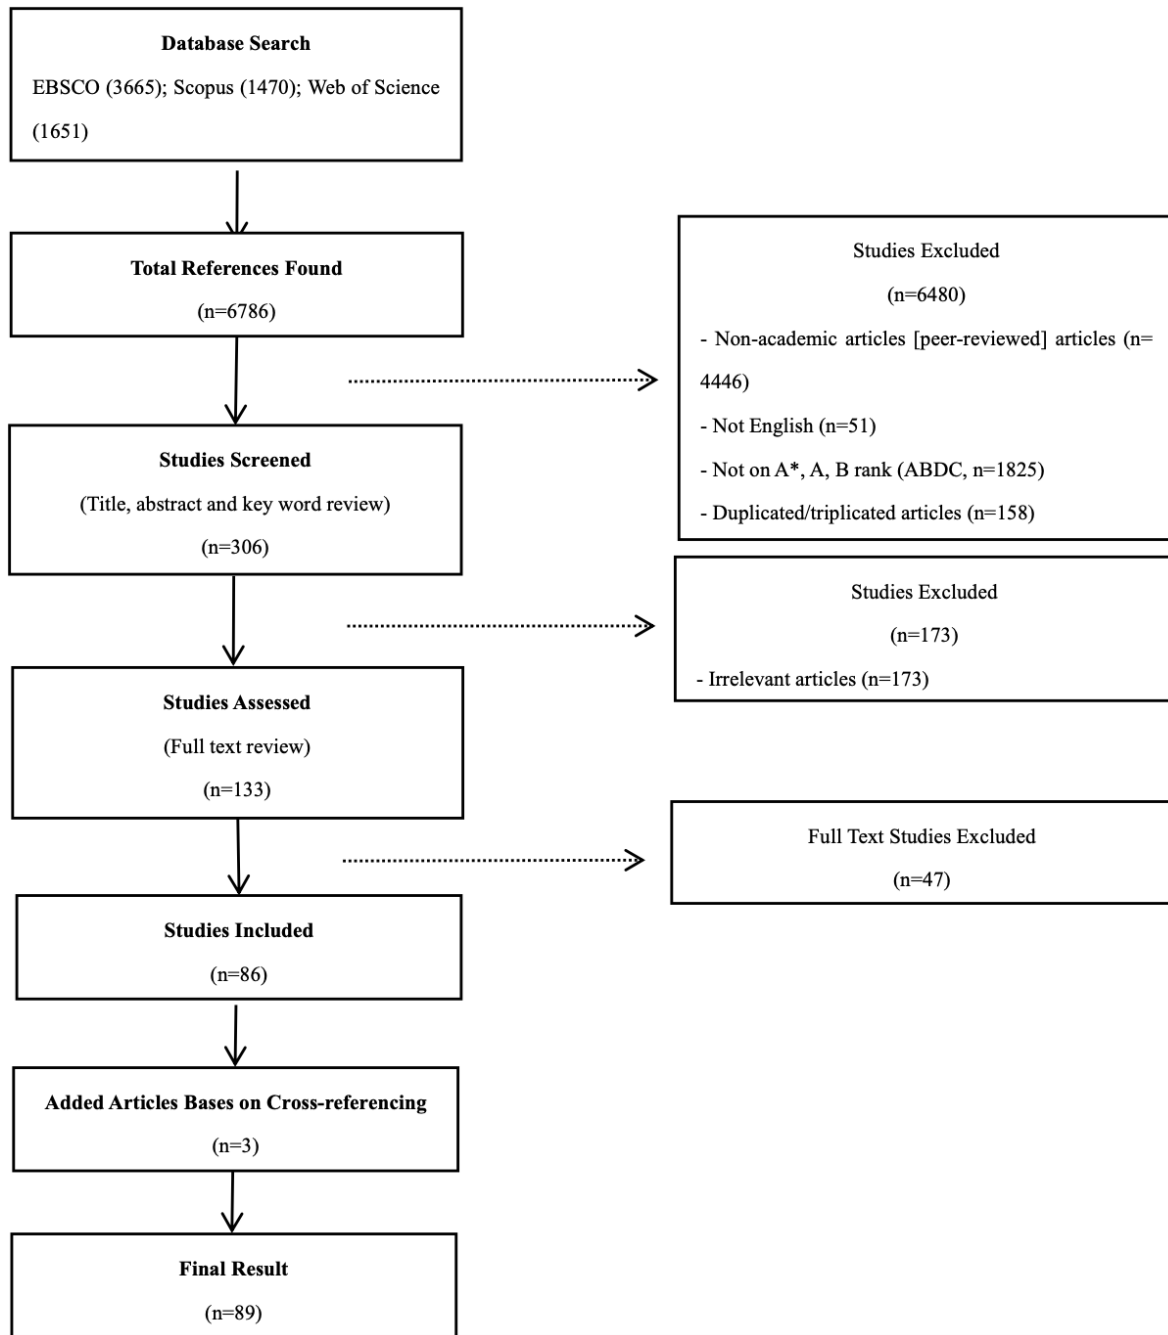 Database Search
EBSCO (3665); Scopus (1470); Web of Science
(1651)
Total References Found
(n=6786)
Studies Excluded
(n=6480)
- Non-academic articles [peer-reviewed] articles (n=
4446)
- Not English (n=51)
- Not on A*, A, B rank (ABDC, n=1825)
- Duplicated/triplicated articles (n=158)
Studies Screened
(Title, abstract and key word review)
(n=306)
Studies Excluded
(n=173)
- Irrelevant articles (n=173)
Studies Assessed
(Full text review)
(n=133)
Full Text Studies Excluded
(n=47)
Studies Included
(n=86)
Added Articles Bases on Cross-referencing
(n=3)
Final Result
(n=89)